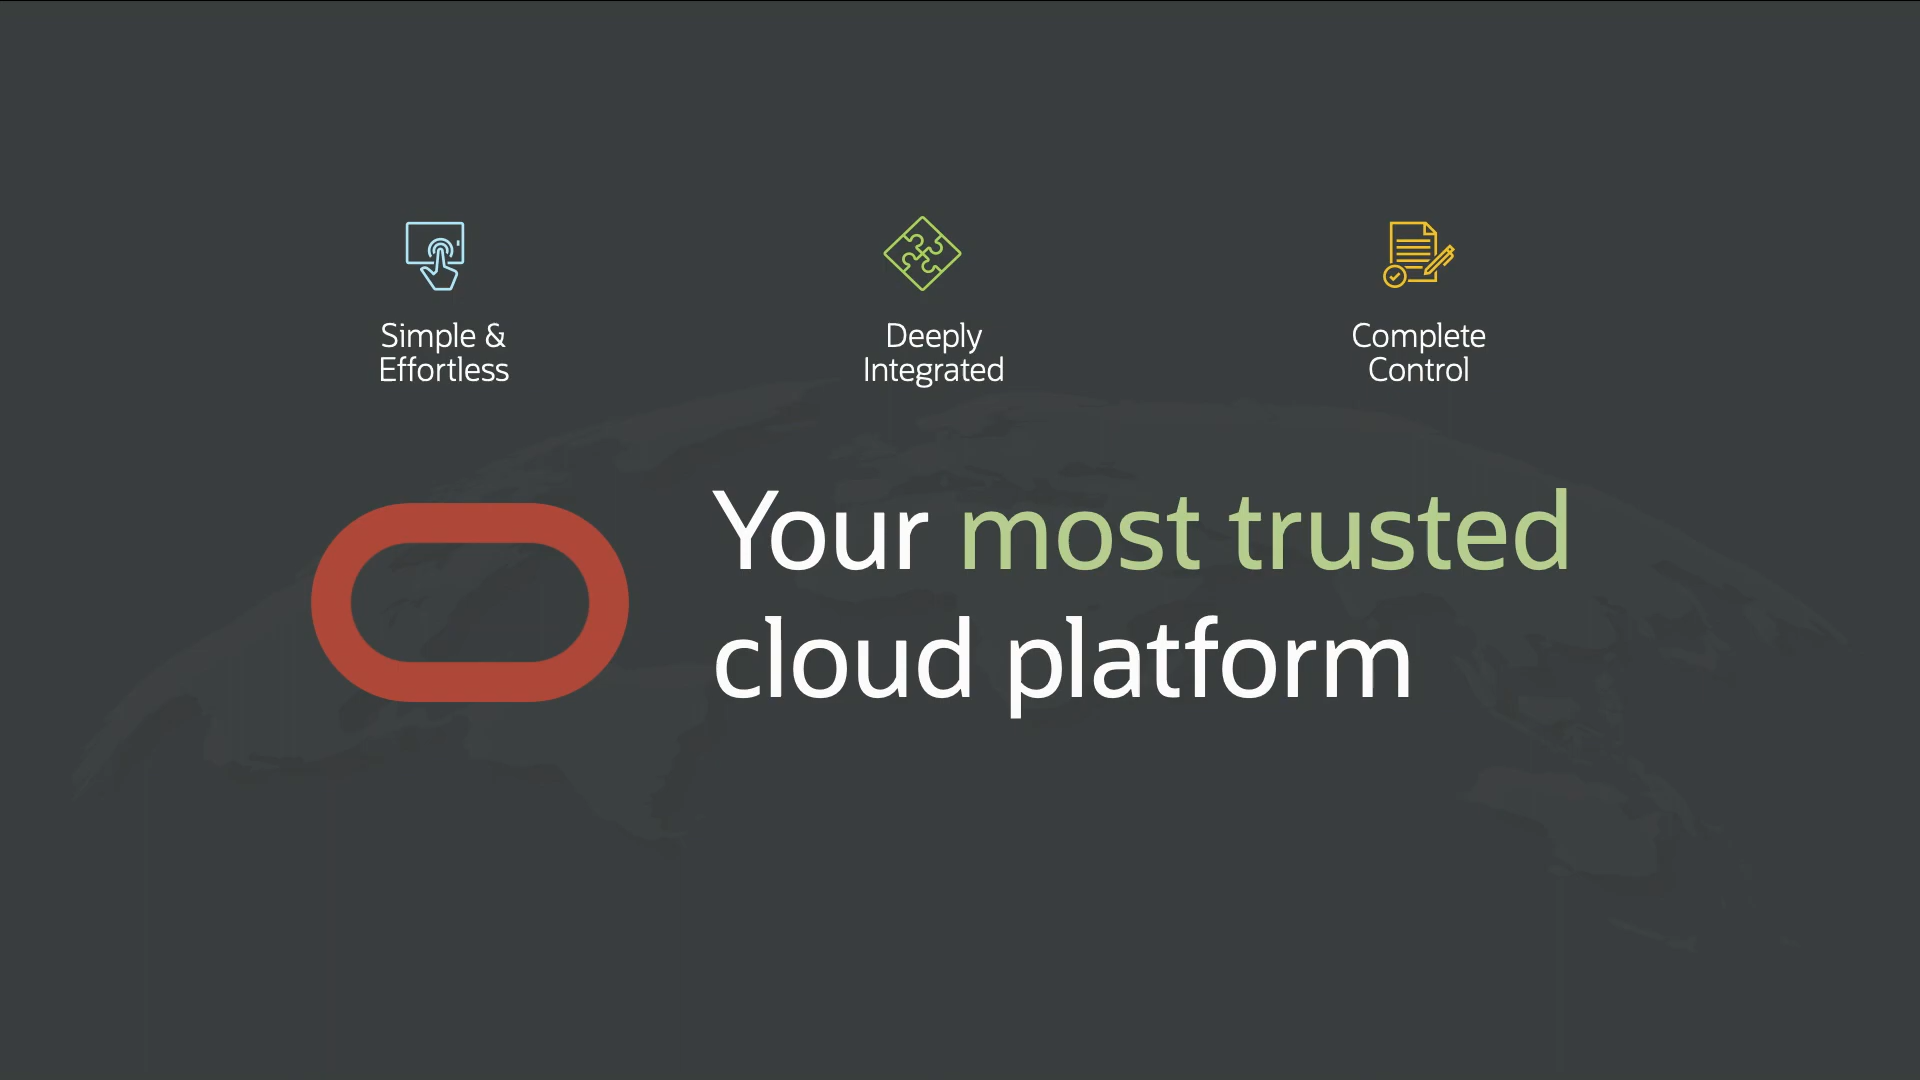 Simple &
Effortless
Deeply
Integrated
Complete
Control
Your most trusted
cloud platform